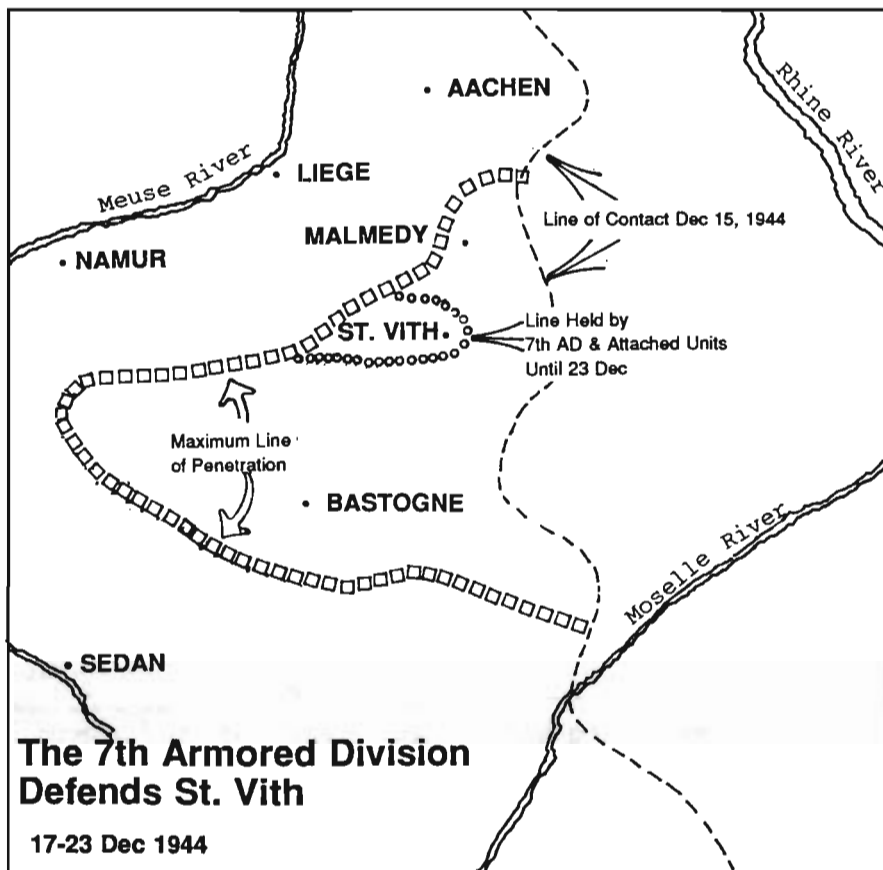 AACHEN
Rhine River
Meuse River
LIEGE
Line of Contact Dec 15, 1944
MALMEDY
NAMUR
ST. VITH
Line Held by
7th AD & Attached Units
Until 23 Dec
Maximum Line
of Penetration
BASTOGNE
Moselle River
SEDAN
The 7th Armored Division
Defends St. Vith
17-23 Dec 1944